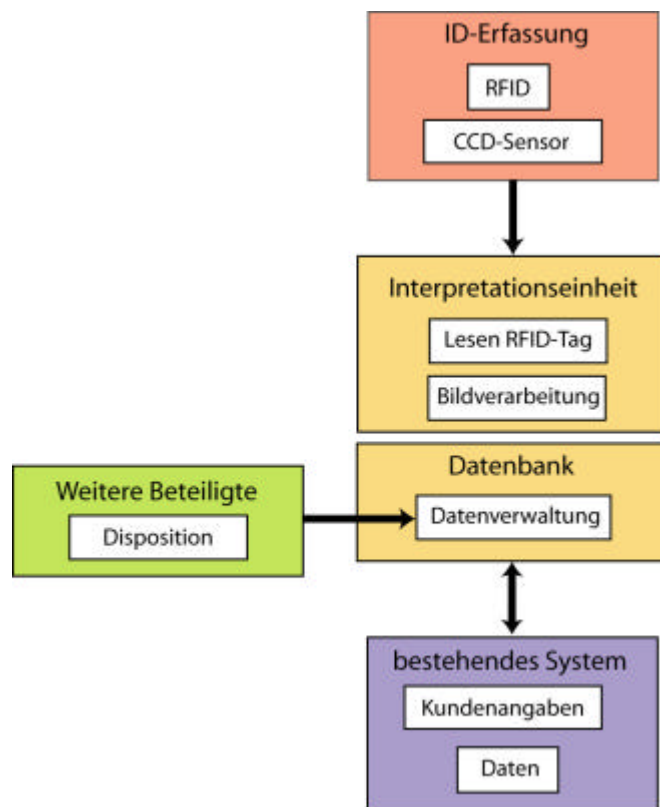 ID-Erfassung
RFID
CCD-Sensor
Interpretationseinheit
Lesen RFID-Tag
Bildverarbeitung
Weitere Beteiligte
Disposition
Datenbank
Datenverwaltung
bestehendes System
Kundenangaben
Daten